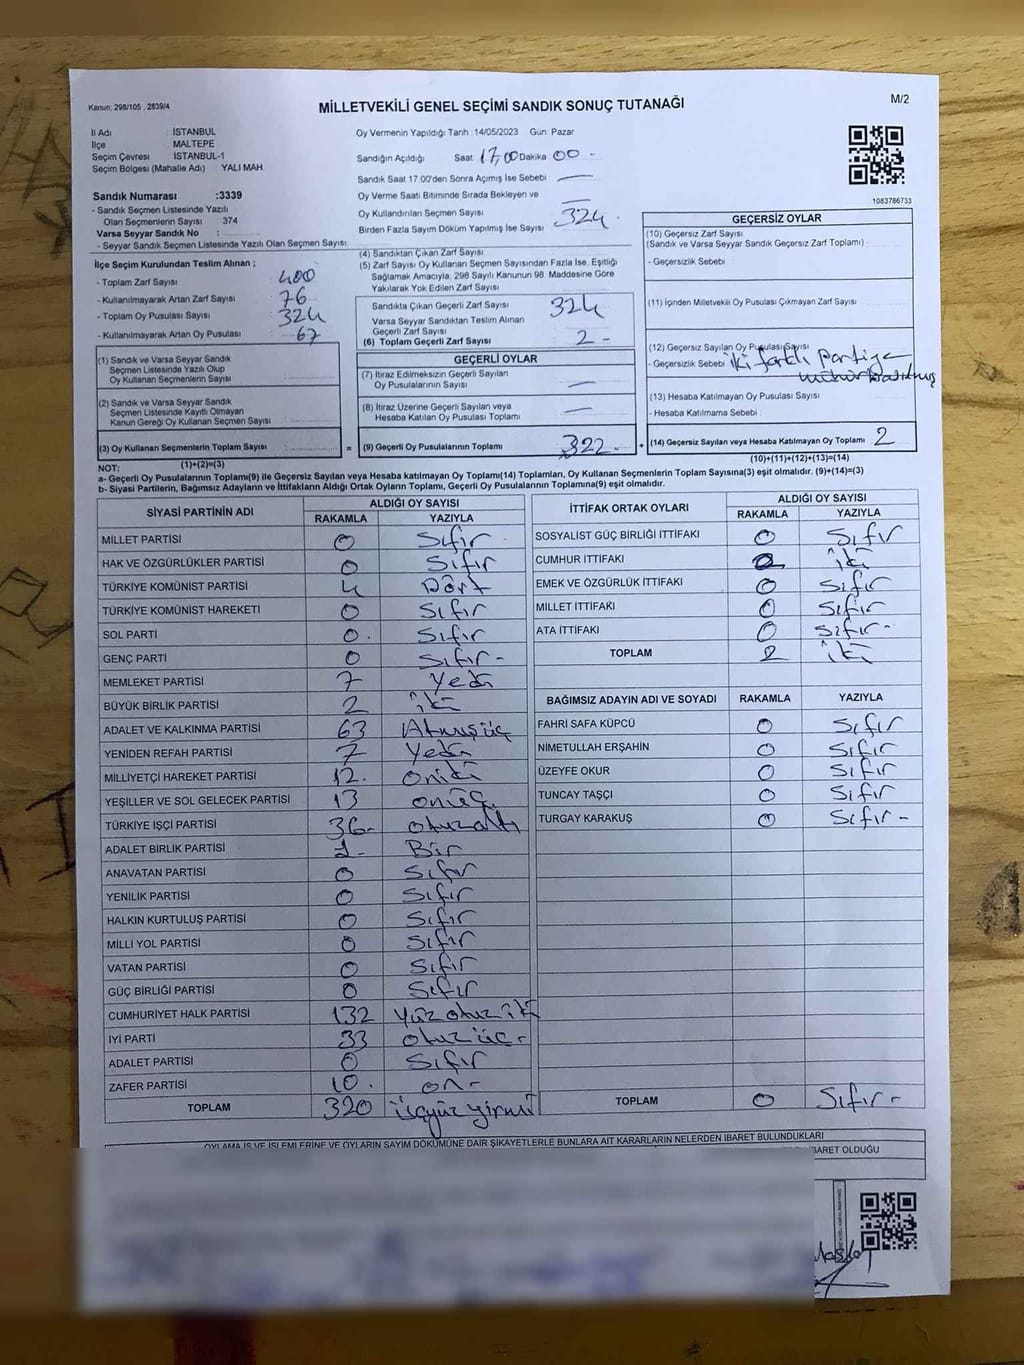 Kanun; 298/105 , 2839/4
MİLLETVEKİLİ GENEL SEÇİMİ SANDIK SONUÇ TUTANAĞI
M/2
İl Adı : İSTANBUL
İlçe : MALTEPE
Seçim Çevresi : İSTANBUL-1
Seçim Bölgesi (Mahalle Adı) : YALI MAH
Sandık Numarası :3339
- Sandık Seçmen Listesinde Yazılı
Olan Seçmenlerin Sayısı : 374
Varsa Seyyar Sandık No :
- Seyyar Sandık Seçmen Listesinde Yazılı Olan Seçmen Sayısı:
Oy Vermenin Yapıldığı Tarih :14/05/2023 Gün: Pazar
Sandığın Açıldığı Saat 17,00 Dakika 00 -
Sandık Saat 17.00'den Sonra Açılmış İse Sebebi —
Oy Verme Saati Bitiminde Sırada Bekleyen ve
Oy Kullandırılan Seçmen Sayısı —
Birden Fazla Sayım Döküm Yapılmış İse Sayısı
324.
1083786733
İlçe Seçim Kurulundan Teslim Alınan ;
- Toplam Zarf Sayısı 400
- Kullanılmayarak Artan Zarf Sayısı 76
- Toplam Oy Pusulası Sayısı 324
- Kullanılmayarak Artan Oy Pusulası 67
(1) Sandık ve Varsa Seyyar Sandık
Seçmen Listesinde Yazılı Olup
Oy Kullanan Seçmenlerin Sayısı
(2) Sandık ve Varsa Seyyar Sandık
Seçmen Listesinde Kayıtlı Olmayan
Kanun Gereği Oy Kullanan Seçmen Sayısı
(3) Oy Kullanan Seçmenlerin Toplam Sayısı
(1)+(2)=(3)
(4) Sandıktan Çıkan Zarf Sayısı
(5) Zarf Sayısı Oy Kullanan Seçmen Sayısından Fazla İse, Eşitliği
Sağlamak Amacıyla, 298 Sayılı Kanunun 98. Maddesine Göre
Yakılarak Yok Edilen Zarf Sayısı
Sandıkta Çıkan Geçerli Zarf Sayısı 324
Varsa Seyyar Sandıktan Teslim Alınan
Geçerli Zarf Sayısı
(6) Toplam Geçerli Zarf Sayısı 2 -
GEÇERLİ OYLAR
(7) İtiraz Edilmeksizin Geçerli Sayılan
Oy Pusulalarının Sayısı —
(8) İtiraz Üzerine Geçerli Sayılan veya
Hesaba Katılan Oy Pusulası Toplamı —
= (9) Geçerli Oy Pusulalarının Toplamı 322.
GEÇERSİZ OYLAR
(10) Geçersiz Zarf Sayısı
(Sandık ve Varsa Seyyar Sandık Geçersiz Zarf Toplamı)
- Geçersizlik Sebebi
(11) İçinden Milletvekili Oy Pusulası Çıkmayan Zarf Sayısı
(12) Geçersiz Sayılan Oy Pusulası Sayısı
- Geçersizlik Sebebi iki farklı partiye
mühür basılmış
(13) Hesaba Katılmayan Oy Pusulası Sayısı
- Hesaba Katılmama Sebebi
+ (14) Geçersiz Sayılan veya Hesaba Katılmayan Oy Toplamı 2
(10)+(11)+(12)+(13)=(14)
NOT:
a- Geçerli Oy Pusulalarının Toplamı(9) ile Geçersiz Sayılan veya Hesaba katılmayan Oy Toplamı(14) Toplamları, Oy Kullanan Seçmenlerin Toplam Sayısına(3) eşit olmalıdır. (9)+(14)=(3)
b- Siyasi Partilerin, Bağımsız Adayların ve İttifakların Aldığı Ortak Oyların Toplamı, Geçerli Oy Pusulalarının Toplamına(9) eşit olmalıdır.
SİYASİ PARTİNİN ADI ALDIĞI OY SAYISI
RAKAMLA YAZIYLA
MİLLET PARTİSİ 0 Sıfır
HAK VE ÖZGÜRLÜKLER PARTİSİ 0 Sıfır
TÜRKİYE KOMÜNİST PARTİSİ 4 Dört
TÜRKİYE KOMÜNİST HAREKETİ 0 Sıfır
SOL PARTİ 0. Sıfır
GENÇ PARTİ 0 Sıfır-
MEMLEKET PARTİSİ 7 Yedi
BÜYÜK BİRLİK PARTİSİ 2 iki
ADALET VE KALKINMA PARTİSİ 63 Atmışüç
YENİDEN REFAH PARTİSİ 7 Yedi
MİLLİYETÇİ HAREKET PARTİSİ 12. oniki
YEŞİLLER VE SOL GELECEK PARTİSİ 13 onüç
TÜRKİYE İŞÇİ PARTİSİ 36- otuzaltı
ADALET BİRLİK PARTİSİ 1- Bir
ANAVATAN PARTİSİ 0 Sıfır
YENİLİK PARTİSİ 0 Sıfır
HALKIN KURTULUŞ PARTİSİ 0 Sıfır
MİLLİ YOL PARTİSİ 0 Sıfır
VATAN PARTİSİ 0 Sıfır
GÜÇ BİRLİĞİ PARTİSİ 0 Sıfır
CUMHURİYET HALK PARTİSİ 132 yüzotuziki
İYİ PARTİ 33 otuzüç-
ADALET PARTİSİ 0 Sıfır
ZAFER PARTİSİ 10. on-
TOPLAM 320 üçyüzyirmi
İTTİFAK ORTAK OYLARI ALDIĞI OY SAYISI
RAKAMLA YAZIYLA
SOSYALİST GÜÇ BİRLİĞİ İTTİFAKI 0 Sıfır
CUMHUR İTTİFAKI 2 iki
EMEK VE ÖZGÜRLÜK İTTİFAKI 0 Sıfır
MİLLET İTTİFAKI 0 Sıfır
ATA İTTİFAKI 0 Sıfır-
TOPLAM 2 iki
BAĞIMSIZ ADAYIN ADI VE SOYADI RAKAMLA YAZIYLA
FAHRİ SAFA KÜPCÜ 0 Sıfır
NİMETULLAH ERŞAHİN 0 Sıfır
ÜZEYFE OKUR 0 Sıfır
TUNCAY TAŞÇI 0 Sıfır
TURGAY KARAKUŞ 0 Sıfır-
TOPLAM 0 Sıfır-
OYLAMA İŞ VE İŞLEMLERİNE VE OYLARIN SAYIM DÖKÜMÜNE DAİR ŞİKAYETLERLE BUNLARA AİT KARARLARIN NELERDEN İBARET BULUNDUKLARI
İBARET OLDUĞU